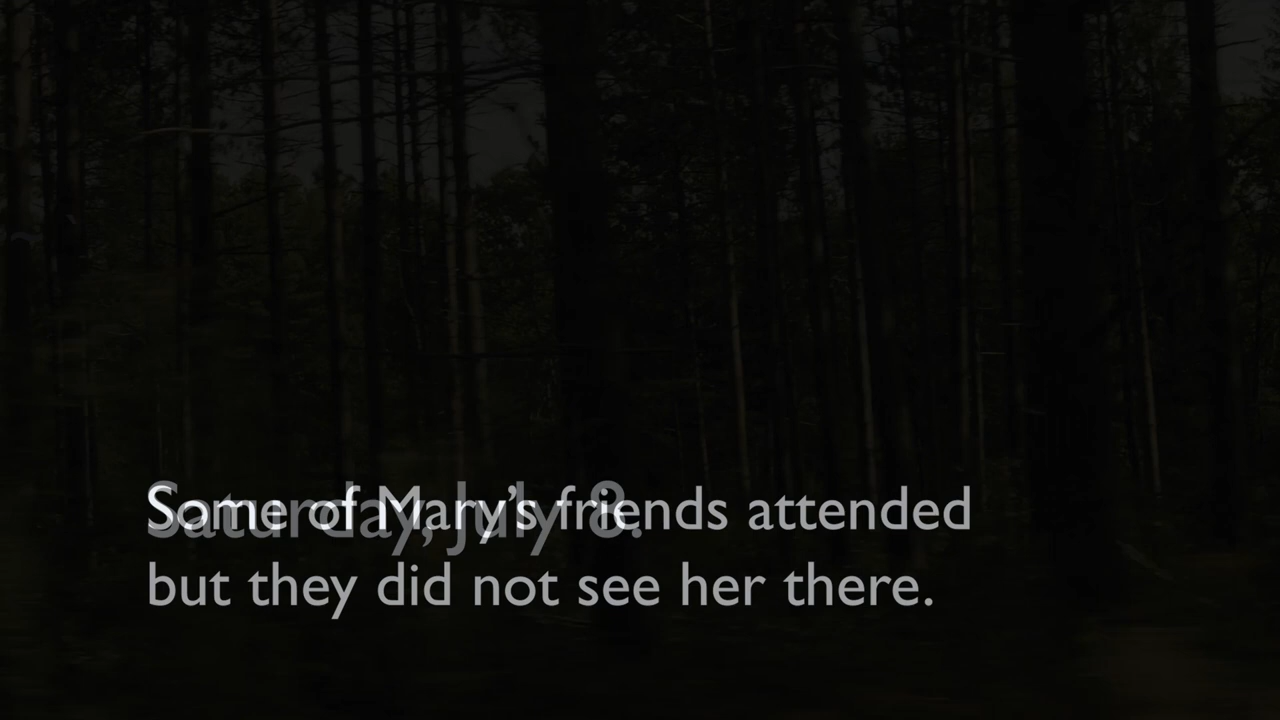 Saturday, July 8.
Some of Mary's friends attended
but they did not see her there.